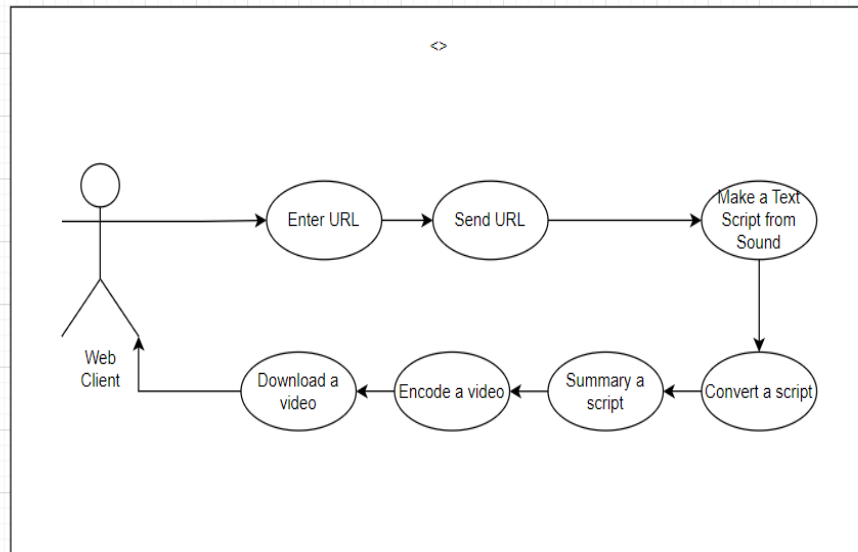 <>
Enter URL
Send URL
Make a Text
Script from
Sound
Web
Client
Download a
video
Encode a video
Summary a
script
Convert a script